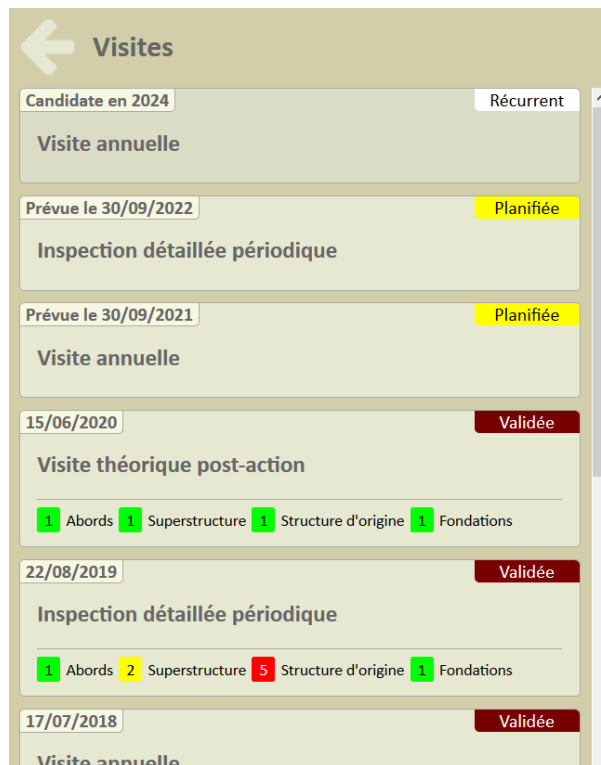 Visites
Candidate en 2024 Récurrent
Visite annuelle
Prévue le 30/09/2022 Planifiée
Inspection détaillée périodique
Prévue le 30/09/2021 Planifiée
Visite annuelle
15/06/2020 Validée
Visite théorique post-action
1 Abords 1 Superstructure 1 Structure d'origine 1 Fondations
22/08/2019 Validée
Inspection détaillée périodique
1 Abords 2 Superstructure 5 Structure d'origine 1 Fondations
17/07/2018 Validée
Visite annuelle